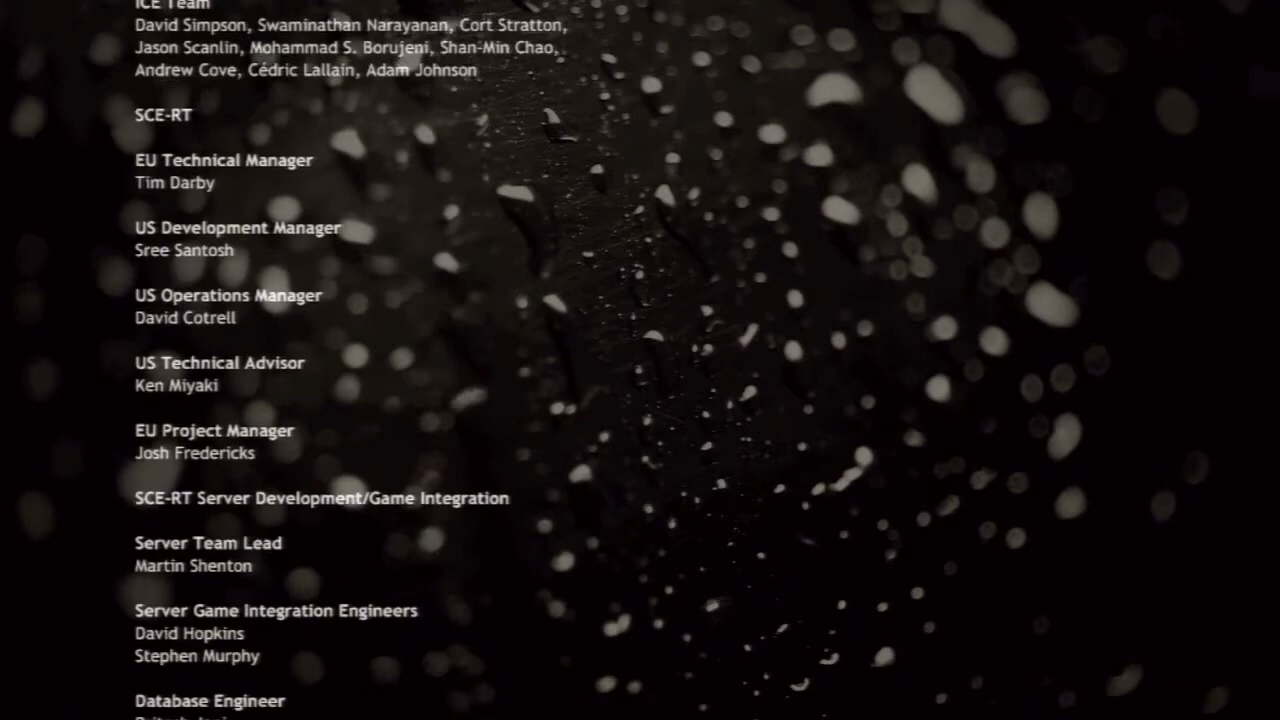 ICE Team
David Simpson, Swaminathan Narayanan, Cort Stratton,
Jason Scanlin, Mohammad S. Borujeni, Shan-Min Chao,
Andrew Cove, Cédric Lallain, Adam Johnson
SCE-RT
EU Technical Manager
Tim Darby
US Development Manager
Sree Santosh
US Operations Manager
David Cotrell
US Technical Advisor
Ken Miyaki
EU Project Manager
Josh Fredericks
SCE-RT Server Development/Game Integration
Server Team Lead
Martin Shenton
Server Game Integration Engineers
David Hopkins
Stephen Murphy
Database Engineer